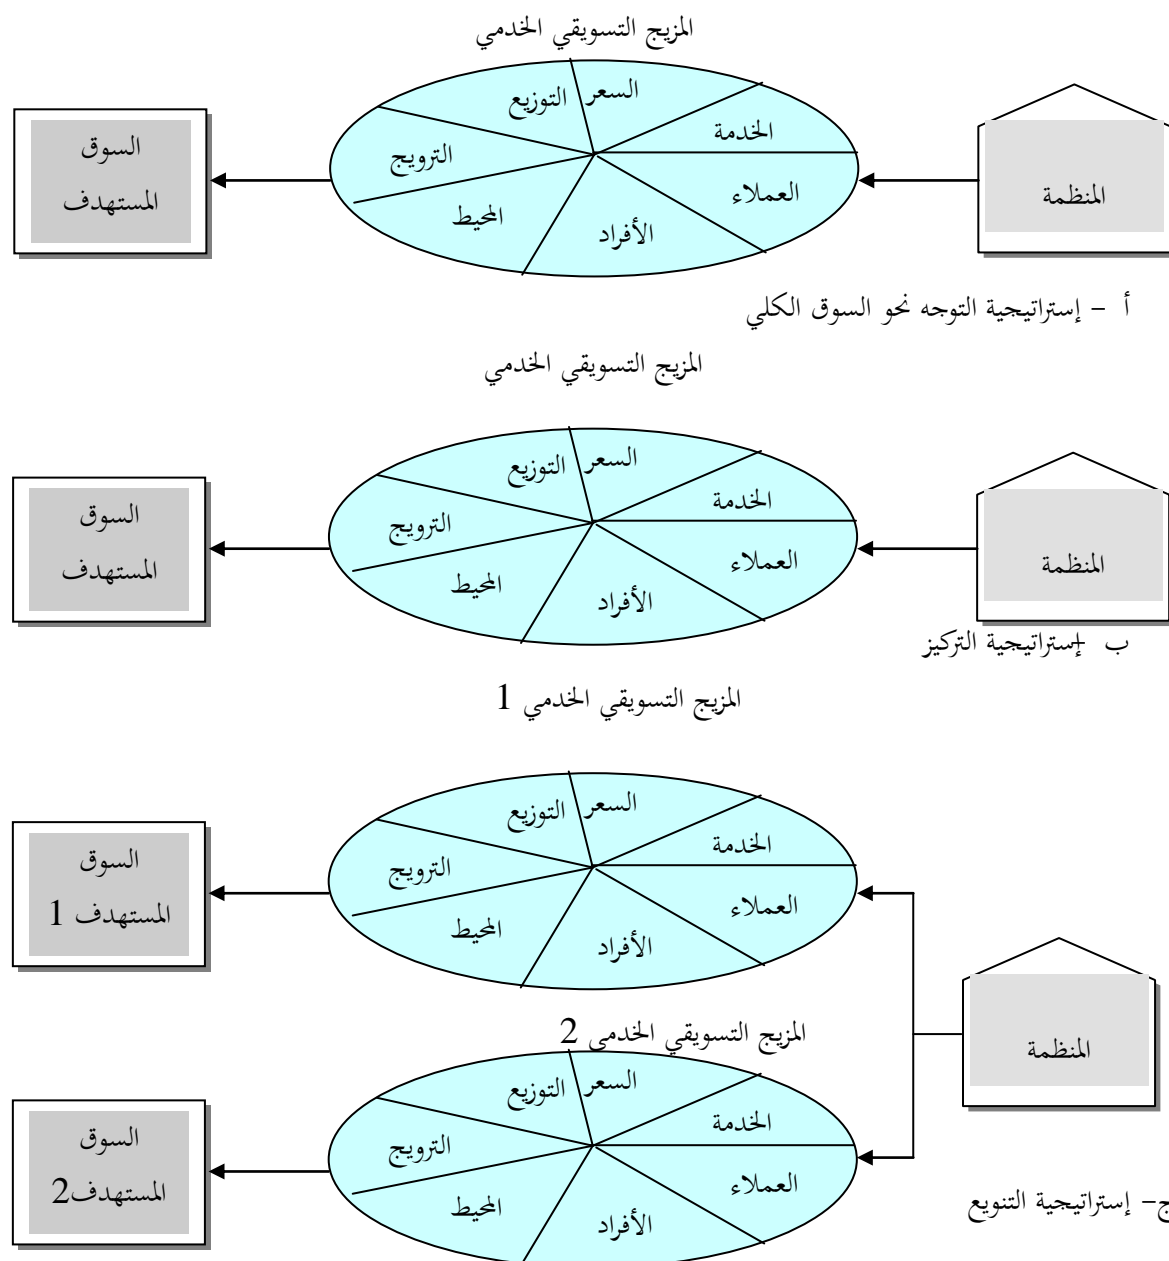 المزيج التسويقي الخدمي
المنظمة
الخدمة
السعر
التوزيع
الترويج
المحيط
الأفراد
العملاء
السوق
المستهدف
أ - إستراتيجية التوجه نحو السوق الكلي
المزيج التسويقي الخدمي
المنظمة
الخدمة
السعر
التوزيع
الترويج
المحيط
الأفراد
العملاء
السوق
المستهدف
ب إستراتيجية التركيز
المزيج التسويقي الخدمي 1
الخدمة
السعر
التوزيع
الترويج
المحيط
الأفراد
العملاء
السوق
المستهدف 1
المنظمة
المزيج التسويقي الخدمي 2
الخدمة
السعر
التوزيع
الترويج
المحيط
الأفراد
العملاء
السوق
المستهدف2
ج- إستراتيجية التنويع